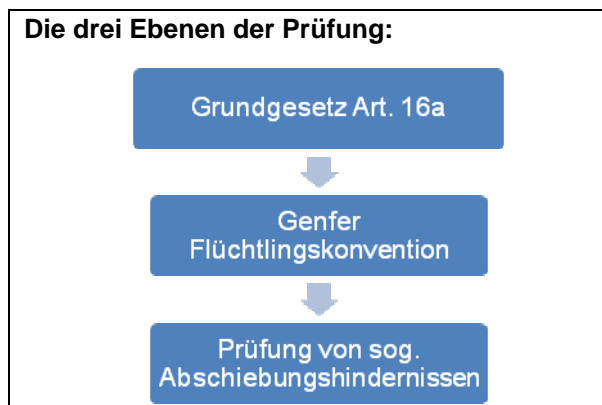 Die drei Ebenen der Prüfung:
Grundgesetz Art. 16a
Genfer
Flüchtlingskonvention
Prüfung von sog.
Abschiebungshindernissen